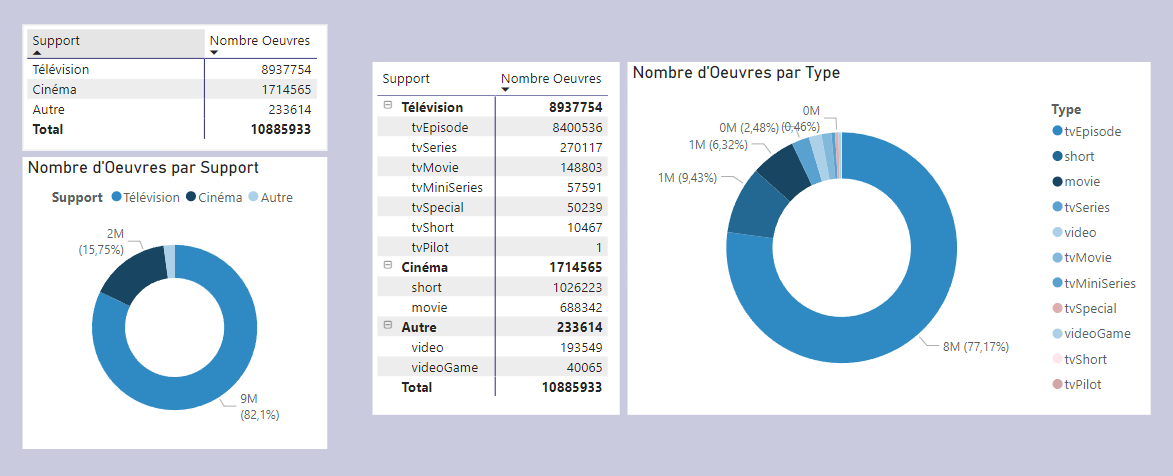 Support Nombre Oeuvres
Télévision 8937754
Cinéma 1714565
Autre 233614
Total 10885933
Nombre d'Oeuvres par Support
Support Télévision Cinéma Autre
2M
(15,75%)
9M
(82,1%)
Support Nombre Oeuvres
Télévision 8937754
tvEpisode 8400536
tvSeries 270117
tvMovie 148803
tvMiniSeries 57591
tvSpecial 50239
tvShort 10467
tvPilot 1
Cinéma 1714565
short 1026223
movie 688342
Autre 233614
video 193549
videoGame 40065
Total 10885933
Nombre d'Oeuvres par Type
0M
(0,46%)
0M (2,48%)
1M (6,32%)
1M (9,43%)
8M (77,17%)
Type
tvEpisode
short
movie
tvSeries
video
tvMovie
tvMiniSeries
tvSpecial
videoGame
tvShort
tvPilot